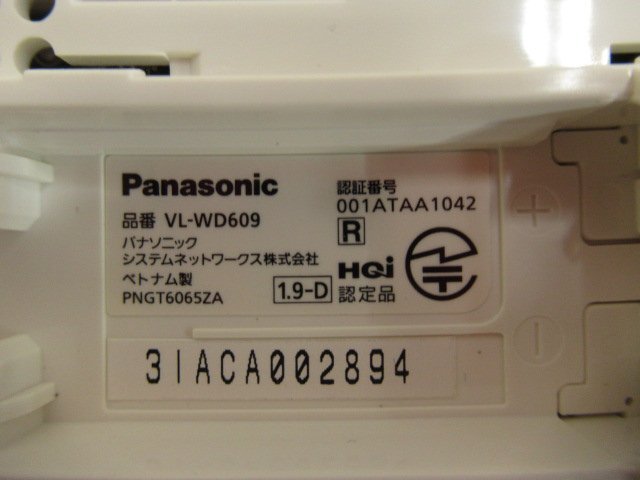 Panasonic
品番 VL-WD609
パナソニック
システムネットワークス株式会社
ベトナム製
PNGT6065ZA
1.9-D
認証番号
001ATAA1042
R
HQi
認定品
+
-
3IACA002894